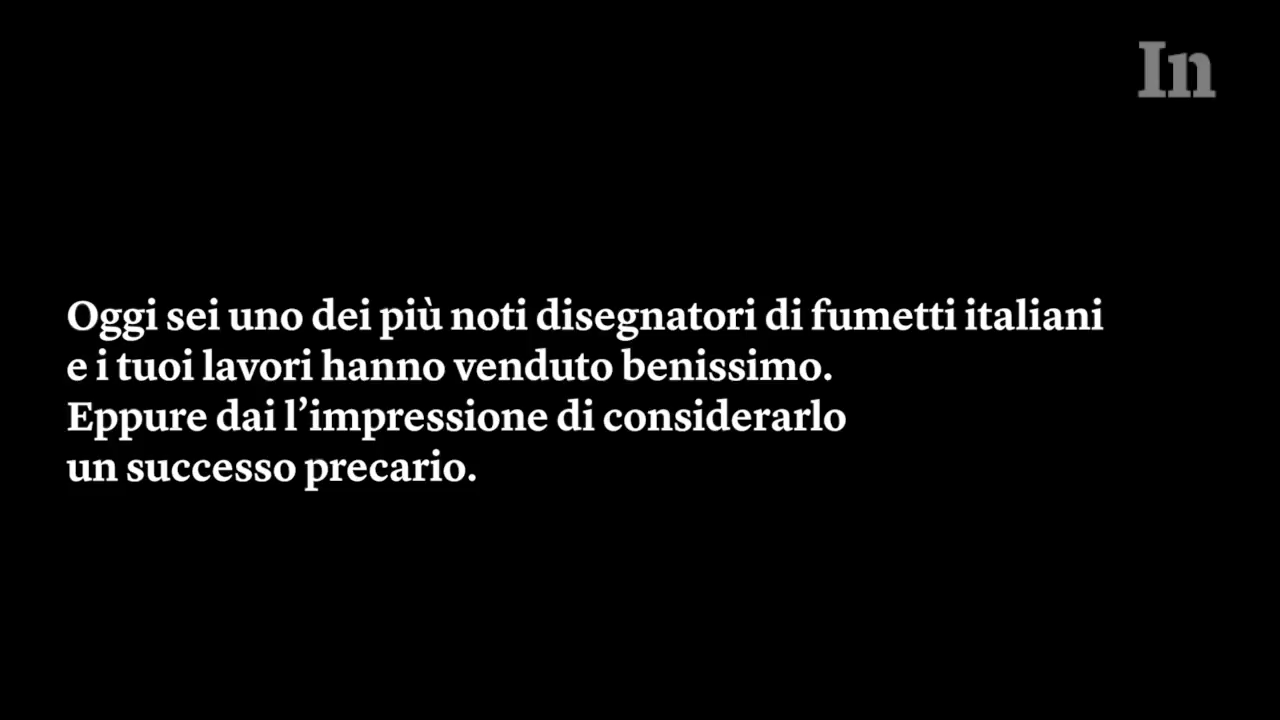 In
Oggi sei uno dei più noti disegnatori di fumetti italiani
e i tuoi lavori hanno venduto benissimo.
Eppure dai l’impressione di considerarlo
un successo precario.